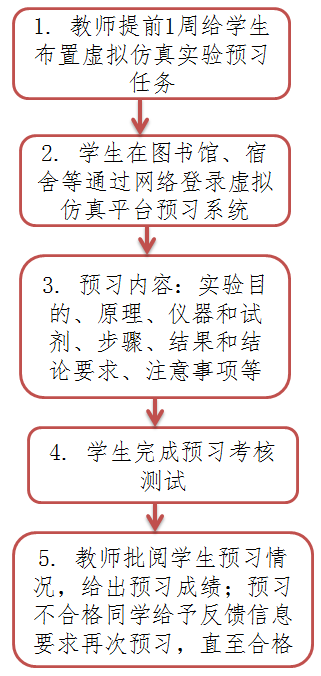 1. 教师提前1周给学生
布置虚拟仿真实验预习
任务
2. 学生在图书馆、宿
舍等通过网络登录虚拟
仿真平台预习系统
3. 预习内容：实验目
的、原理、仪器和试
剂、步骤、结果和结
论要求、注意事项等
4. 学生完成预习考核
测试
5. 教师批阅学生预习情
况，给出预习成绩；预习
不合格同学给予反馈信息
要求再次预习，直至合格